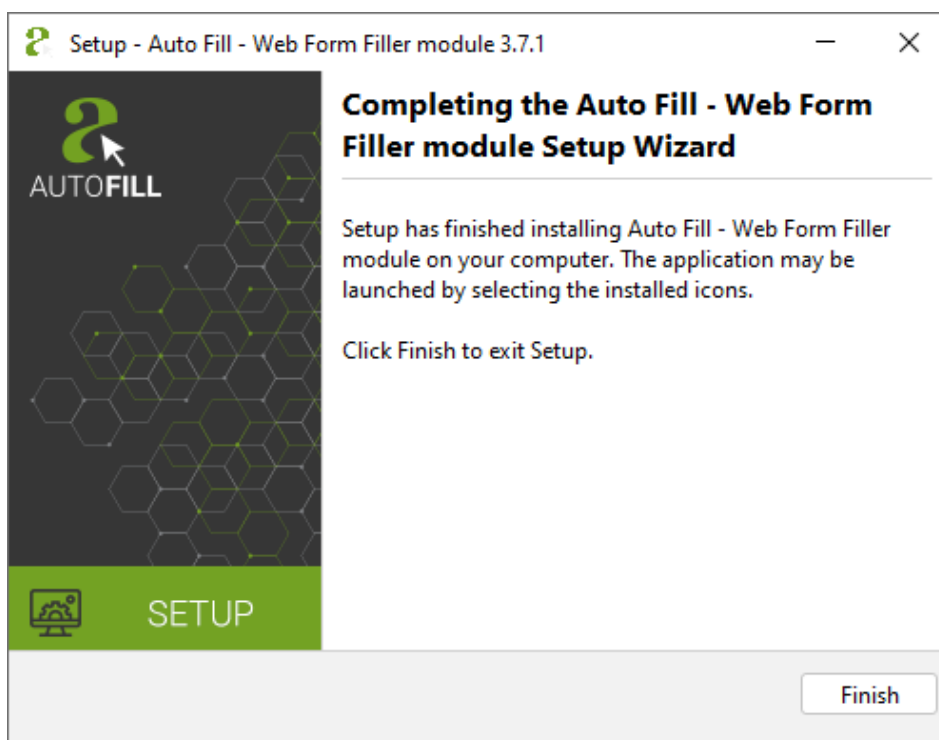 Setup - Auto Fill - Web Form Filler module 3.7.1
AUTOFILL
Completing the Auto Fill - Web Form
Filler module Setup Wizard
Setup has finished installing Auto Fill - Web Form Filler
module on your computer. The application may be
launched by selecting the installed icons.
Click Finish to exit Setup.
SETUP
Finish